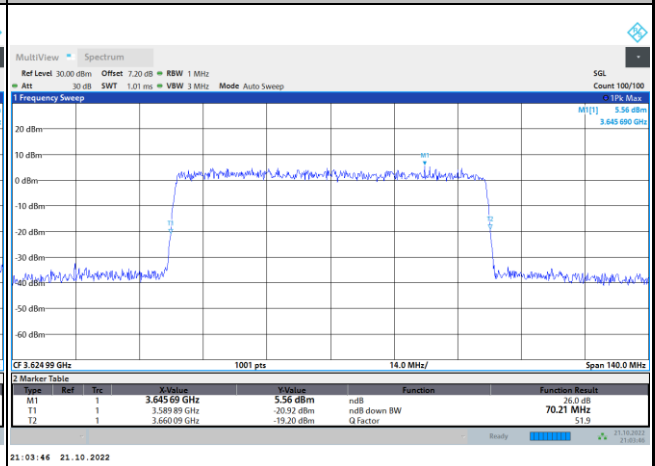 MultiView Spectrum
Ref Level 30.00 dBm Offset 7.20 dB RBW 1 MHz SGL
Att 30 dB SWT 1.01 ms VBW 3 MHz Mode Auto Sweep Count 100/100
1 Frequency Sweep 1Pk Max
M1[1] 5.56 dBm
3.645 690 GHz
20 dBm
10 dBm
M1
0 dBm
-10 dBm
T1 T2
-20 dBm
-30 dBm
-40 dBm
-50 dBm
-60 dBm
CF 3.624 99 GHz 1001 pts 14.0 MHz/ Span 140.0 MHz
2 Marker Table
Type Ref Trc X-Value Y-Value Function Function Result
M1 1 3.645 69 GHz 5.56 dBm ndB 26.0 dB
T1 1 3.589 89 GHz -20.92 dBm ndB down BW 70.21 MHz
T2 1 3.660 09 GHz -19.20 dBm Q Factor 51.9
Ready 21.10.2022
21:03:46
21:03:46 21.10.2022